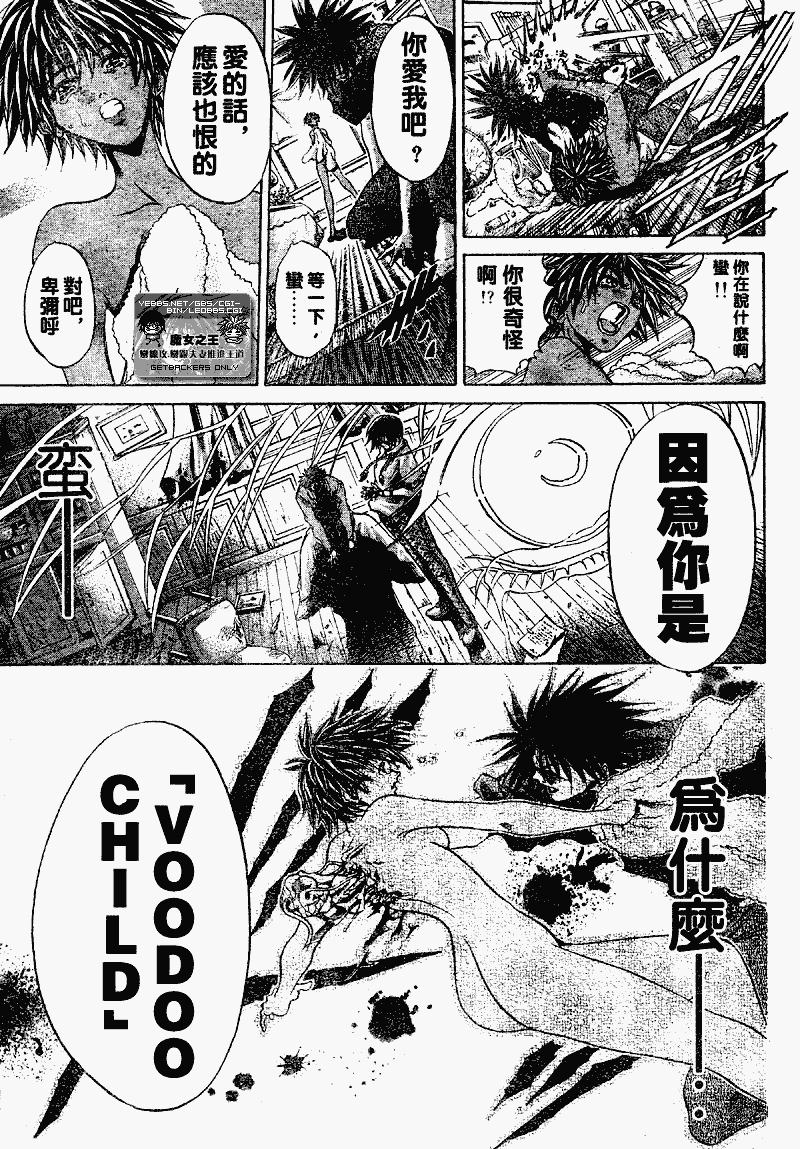 你愛我吧?
等一下,
蠻……
愛的話,
應該也恨的
對吧,
卑彌呼
YEBBS.NET/GBS/CGI-
BIN/LEOBBS.CGI
魔女之王
GETBACKERS ONLY
你在說什麼啊
蠻!!
你很奇怪
啊!?
因爲你是
蛮——
爲什麼——‥
「VOODOO
CHILD」